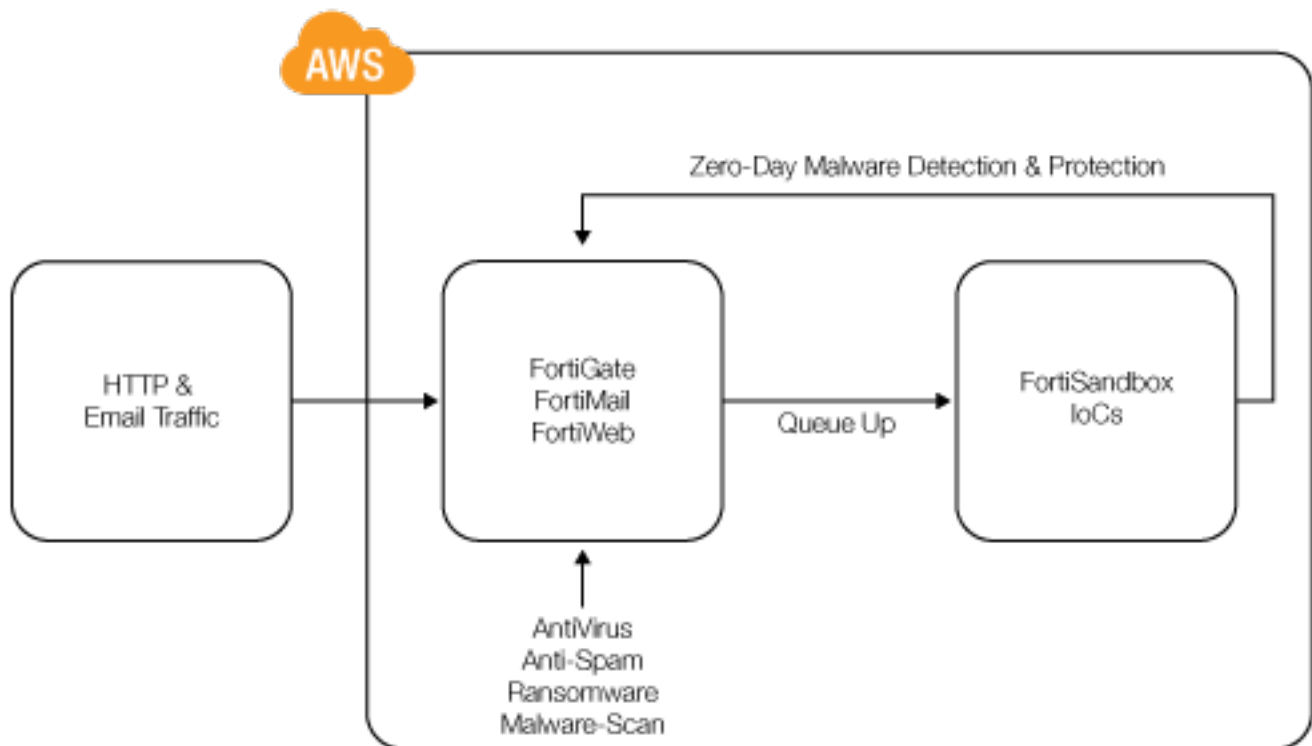 AWS
Zero-Day Malware Detection & Protection
HTTP &
Email Traffic
FortiGate
FortiMail
FortiWeb
Queue Up
FortiSandbox
IoCs
AntiVirus
Anti-Spam
Ransomware
Malware-Scan